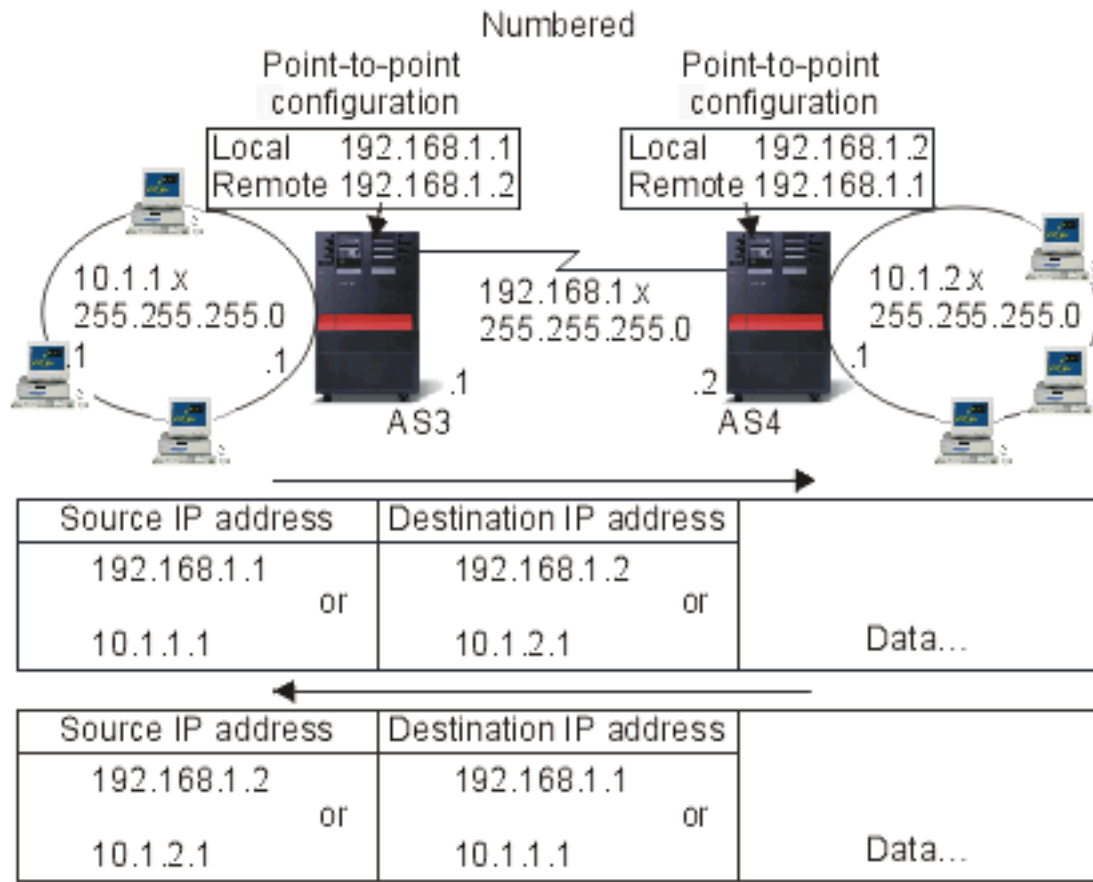 Numbered
Point-to-point
configuration
Local 192.168.1.1
Remote 192.168.1.2
Point-to-point
configuration
Local 192.168.1.2
Remote 192.168.1.1
10.1.1.x
255.255.255.0
.1
.1
192.168.1.x
255.255.255.0
.1
AS3
.2
AS4
10.1.2.x
255.255.255.0
.1
Source IP address Destination IP address
192.168.1.1 192.168.1.2
or or
10.1.1.1 10.1.2.1 Data...
Source IP address Destination IP address
192.168.1.2 192.168.1.1
or or
10.1.2.1 10.1.1.1 Data...